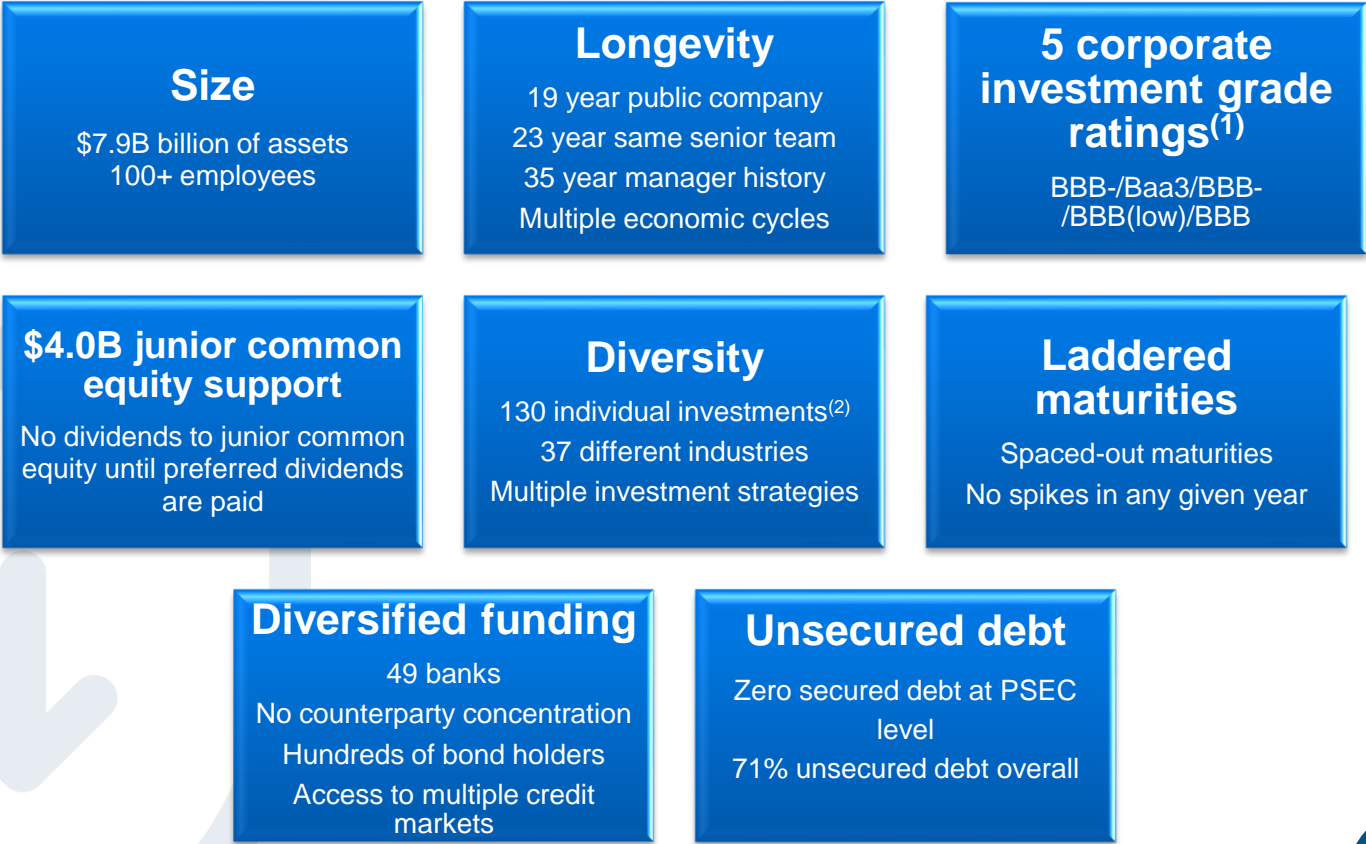 Size
$7.9B billion of assets
100+ employees
Longevity
19 year public company
23 year same senior team
35 year manager history
Multiple economic cycles
5 corporate
investment grade
ratings(1)
BBB-/Baa3/BBB-
/BBB(low)/BBB
$4.0B junior common
equity support
No dividends to junior common
equity until preferred dividends
are paid
Diversity
130 individual investments(2)
37 different industries
Multiple investment strategies
Laddered
maturities
Spaced-out maturities
No spikes in any given year
Diversified funding
49 banks
No counterparty concentration
Hundreds of bond holders
Access to multiple credit
markets
Unsecured debt
Zero secured debt at PSEC
level
71% unsecured debt overall